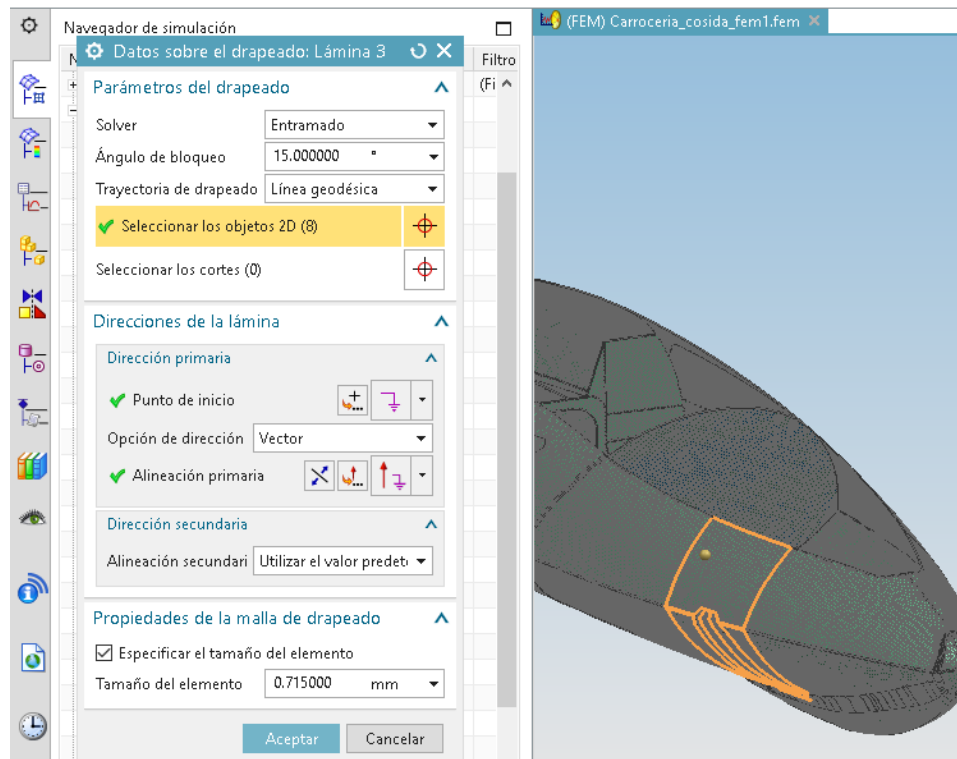 Navegador de simulación
(FEM) Carroceria_cosida_fem1.fem
N
Datos sobre el drapeado: Lámina 3
Filtro
(Fi
Parámetros del drapeado
Solver
Entramado
Ángulo de bloqueo
15.000000 °
Trayectoria de drapeado
Línea geodésica
Seleccionar los objetos 2D (8)
Seleccionar los cortes (0)
Direcciones de la lámina
Dirección primaria
Punto de inicio
Opción de dirección
Vector
Alineación primaria
Dirección secundaria
Alineación secundari
Utilizar el valor predet
Propiedades de la malla de drapeado
Especificar el tamaño del elemento
Tamaño del elemento
0.715000 mm
Aceptar
Cancelar